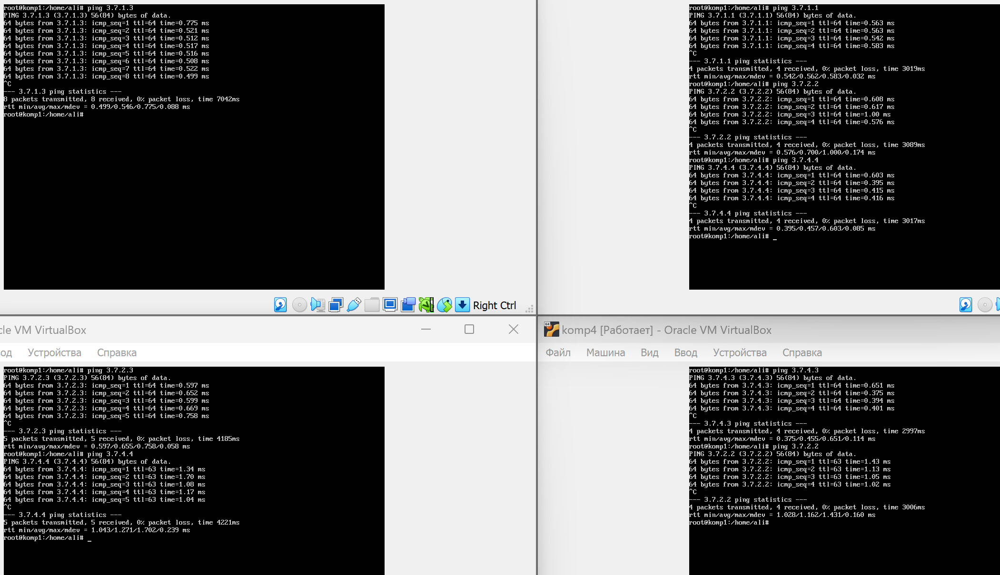 root@komp1:/home/ali# ping 3.7.1.3
PING 3.7.1.3 (3.7.1.3) 56(84) bytes of data.
64 bytes from 3.7.1.3: icmp_seq=1 ttl=64 time=0.775 ms
64 bytes from 3.7.1.3: icmp_seq=2 ttl=64 time=0.521 ms
64 bytes from 3.7.1.3: icmp_seq=3 ttl=64 time=0.512 ms
64 bytes from 3.7.1.3: icmp_seq=4 ttl=64 time=0.517 ms
64 bytes from 3.7.1.3: icmp_seq=5 ttl=64 time=0.516 ms
64 bytes from 3.7.1.3: icmp_seq=6 ttl=64 time=0.508 ms
64 bytes from 3.7.1.3: icmp_seq=7 ttl=64 time=0.522 ms
64 bytes from 3.7.1.3: icmp_seq=8 ttl=64 time=0.499 ms
^C
--- 3.7.1.3 ping statistics ---
8 packets transmitted, 8 received, 0% packet loss, time 7042ms
rtt min/avg/max/mdev = 0.499/0.546/0.775/0.088 ms
root@komp1:/home/ali#
Right Ctrl
root@komp1:/home/ali# ping 3.7.1.1
PING 3.7.1.1 (3.7.1.1) 56(84) bytes of data.
64 bytes from 3.7.1.1: icmp_seq=1 ttl=64 time=0.563 ms
64 bytes from 3.7.1.1: icmp_seq=2 ttl=64 time=0.563 ms
64 bytes from 3.7.1.1: icmp_seq=3 ttl=64 time=0.542 ms
64 bytes from 3.7.1.1: icmp_seq=4 ttl=64 time=0.583 ms
^C
--- 3.7.1.1 ping statistics ---
4 packets transmitted, 4 received, 0% packet loss, time 3019ms
rtt min/avg/max/mdev = 0.542/0.562/0.583/0.032 ms
root@komp1:/home/ali# ping 3.7.2.2
PING 3.7.2.2 (3.7.2.2) 56(84) bytes of data.
64 bytes from 3.7.2.2: icmp_seq=1 ttl=64 time=0.608 ms
64 bytes from 3.7.2.2: icmp_seq=2 ttl=64 time=0.617 ms
64 bytes from 3.7.2.2: icmp_seq=3 ttl=64 time=1.00 ms
64 bytes from 3.7.2.2: icmp_seq=4 ttl=64 time=0.576 ms
^C
--- 3.7.2.2 ping statistics ---
4 packets transmitted, 4 received, 0% packet loss, time 3089ms
rtt min/avg/max/mdev = 0.576/0.700/1.000/0.174 ms
root@komp1:/home/ali# ping 3.7.4.4
PING 3.7.4.4 (3.7.4.4) 56(84) bytes of data.
64 bytes from 3.7.4.4: icmp_seq=1 ttl=64 time=0.603 ms
64 bytes from 3.7.4.4: icmp_seq=2 ttl=64 time=0.395 ms
64 bytes from 3.7.4.4: icmp_seq=3 ttl=64 time=0.415 ms
64 bytes from 3.7.4.4: icmp_seq=4 ttl=64 time=0.416 ms
^C
--- 3.7.4.4 ping statistics ---
4 packets transmitted, 4 received, 0% packet loss, time 3017ms
rtt min/avg/max/mdev = 0.395/0.457/0.603/0.085 ms
root@komp1:/home/ali# _
cle VM VirtualBox
од Устройства Справка
root@komp1:/home/ali# ping 3.7.2.3
PING 3.7.2.3 (3.7.2.3) 56(84) bytes of data.
64 bytes from 3.7.2.3: icmp_seq=1 ttl=64 time=0.597 ms
64 bytes from 3.7.2.3: icmp_seq=2 ttl=64 time=0.652 ms
64 bytes from 3.7.2.3: icmp_seq=3 ttl=64 time=0.599 ms
64 bytes from 3.7.2.3: icmp_seq=4 ttl=64 time=0.669 ms
64 bytes from 3.7.2.3: icmp_seq=5 ttl=64 time=0.758 ms
^C
--- 3.7.2.3 ping statistics ---
5 packets transmitted, 5 received, 0% packet loss, time 4185ms
rtt min/avg/max/mdev = 0.597/0.655/0.758/0.058 ms
root@komp1:/home/ali# ping 3.7.4.4
PING 3.7.4.4 (3.7.4.4) 56(84) bytes of data.
64 bytes from 3.7.4.4: icmp_seq=1 ttl=63 time=1.34 ms
64 bytes from 3.7.4.4: icmp_seq=2 ttl=63 time=1.70 ms
64 bytes from 3.7.4.4: icmp_seq=3 ttl=63 time=1.08 ms
64 bytes from 3.7.4.4: icmp_seq=4 ttl=63 time=1.17 ms
64 bytes from 3.7.4.4: icmp_seq=5 ttl=63 time=1.04 ms
^C
--- 3.7.4.4 ping statistics ---
5 packets transmitted, 5 received, 0% packet loss, time 4221ms
rtt min/avg/max/mdev = 1.043/1.271/1.702/0.239 ms
root@komp1:/home/ali# _
64 komp4 [Работает] - Oracle VM VirtualBox
Файл Машина Вид Ввод Устройства Справка
root@komp1:/home/ali# ping 3.7.4.3
PING 3.7.4.3 (3.7.4.3) 56(84) bytes of data.
64 bytes from 3.7.4.3: icmp_seq=1 ttl=64 time=0.651 ms
64 bytes from 3.7.4.3: icmp_seq=2 ttl=64 time=0.375 ms
64 bytes from 3.7.4.3: icmp_seq=3 ttl=64 time=0.394 ms
64 bytes from 3.7.4.3: icmp_seq=4 ttl=64 time=0.401 ms
^C
--- 3.7.4.3 ping statistics ---
4 packets transmitted, 4 received, 0% packet loss, time 2997ms
rtt min/avg/max/mdev = 0.375/0.455/0.651/0.114 ms
root@komp1:/home/ali# ping 3.7.2.2
PING 3.7.2.2 (3.7.2.2) 56(84) bytes of data.
64 bytes from 3.7.2.2: icmp_seq=1 ttl=63 time=1.43 ms
64 bytes from 3.7.2.2: icmp_seq=2 ttl=63 time=1.13 ms
64 bytes from 3.7.2.2: icmp_seq=3 ttl=63 time=1.05 ms
64 bytes from 3.7.2.2: icmp_seq=4 ttl=63 time=1.02 ms
^C
--- 3.7.2.2 ping statistics ---
4 packets transmitted, 4 received, 0% packet loss, time 3006ms
rtt min/avg/max/mdev = 1.028/1.162/1.431/0.160 ms
root@komp1:/home/ali#